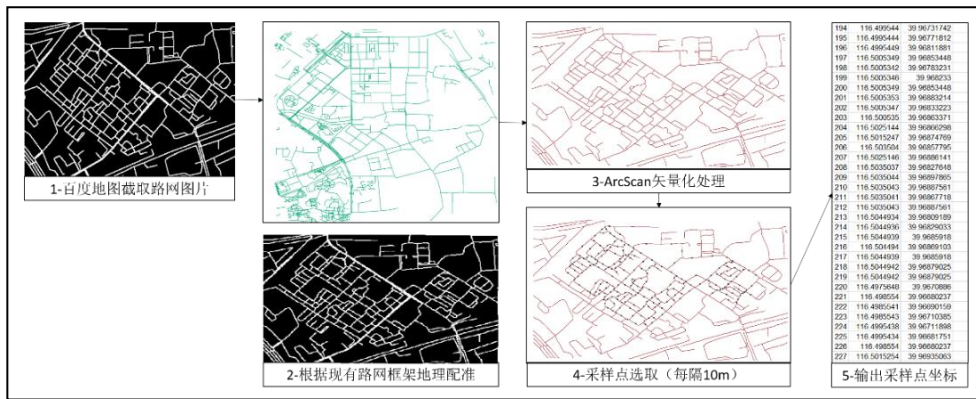 1-百度地图截取路网图片
2-根据现有路网框架地理配准
3-ArcScan矢量化处理
4-采样点选取（每隔10m）
194 116.499544 39.96731742
195 116.4995444 39.96771812
196 116.4995449 39.96811881
197 116.5005349 39.96853448
198 116.5005342 39.96783231
199 116.5005346 39.968233
200 116.5005349 39.96853448
201 116.5005353 39.96883214
202 116.5005347 39.96833223
203 116.500535 39.96863371
204 116.5025144 39.96866298
205 116.5015247 39.96874769
206 116.503504 39.96857795
207 116.5025146 39.96886141
208 116.5035037 39.96827648
209 116.5035044 39.96897865
210 116.5035043 39.96887561
211 116.5035041 39.96867718
212 116.5035043 39.96887561
213 116.5044934 39.96809189
214 116.5044936 39.96829033
215 116.5044939 39.9685918
216 116.504494 39.96869103
217 116.5044939 39.9685918
218 116.5044942 39.96879025
219 116.5044942 39.96879025
220 116.4975648 39.9670886
221 116.498554 39.96680237
222 116.4985541 39.96690159
223 116.4985543 39.96710385
224 116.4995438 39.96711898
225 116.4995434 39.96681751
226 116.498554 39.96680237
227 116.5015254 39.96935063
5-输出采样点坐标